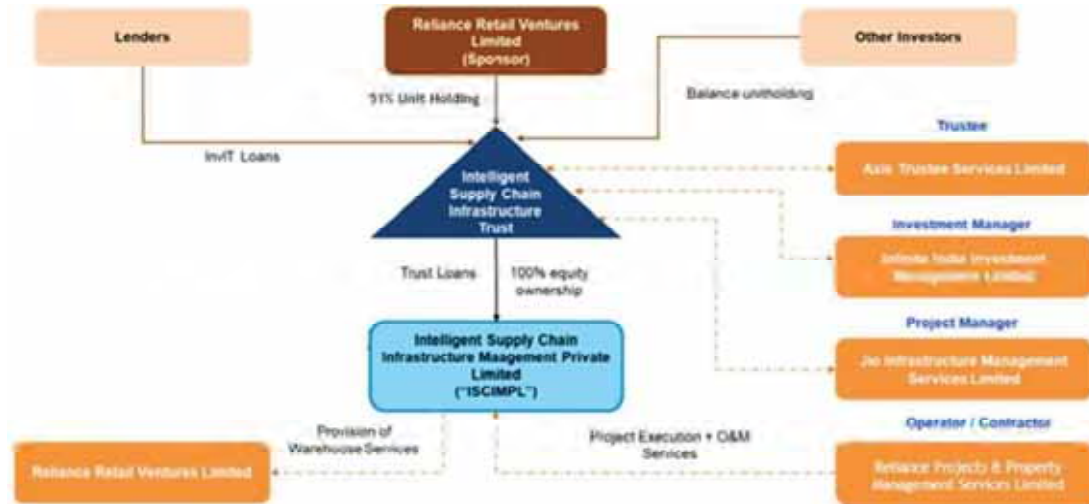 Lenders
Reliance Retail Ventures
Limited
(Sponsor)
Other Investors
51% Unit Holding
Balance unitholding
InvIT Loans
Trustee
Axis Trustee Services Limited
Intelligent
Supply Chain
Infrastructure
Trust
Investment Manager
Infinite India Investment
Management Limited
Trust Loans
100% equity
ownership
Project Manager
Jio Infrastructure Management
Services Limited
Intelligent Supply Chain
Infrastructure Maagement Private
Limited
("ISCIMPL")
Operator / Contractor
Provision of
Warehouse Services
Project Execution + O&M
Services
Reliance Retail Ventures Limited
Reliance Projects & Property
Management Services Limited